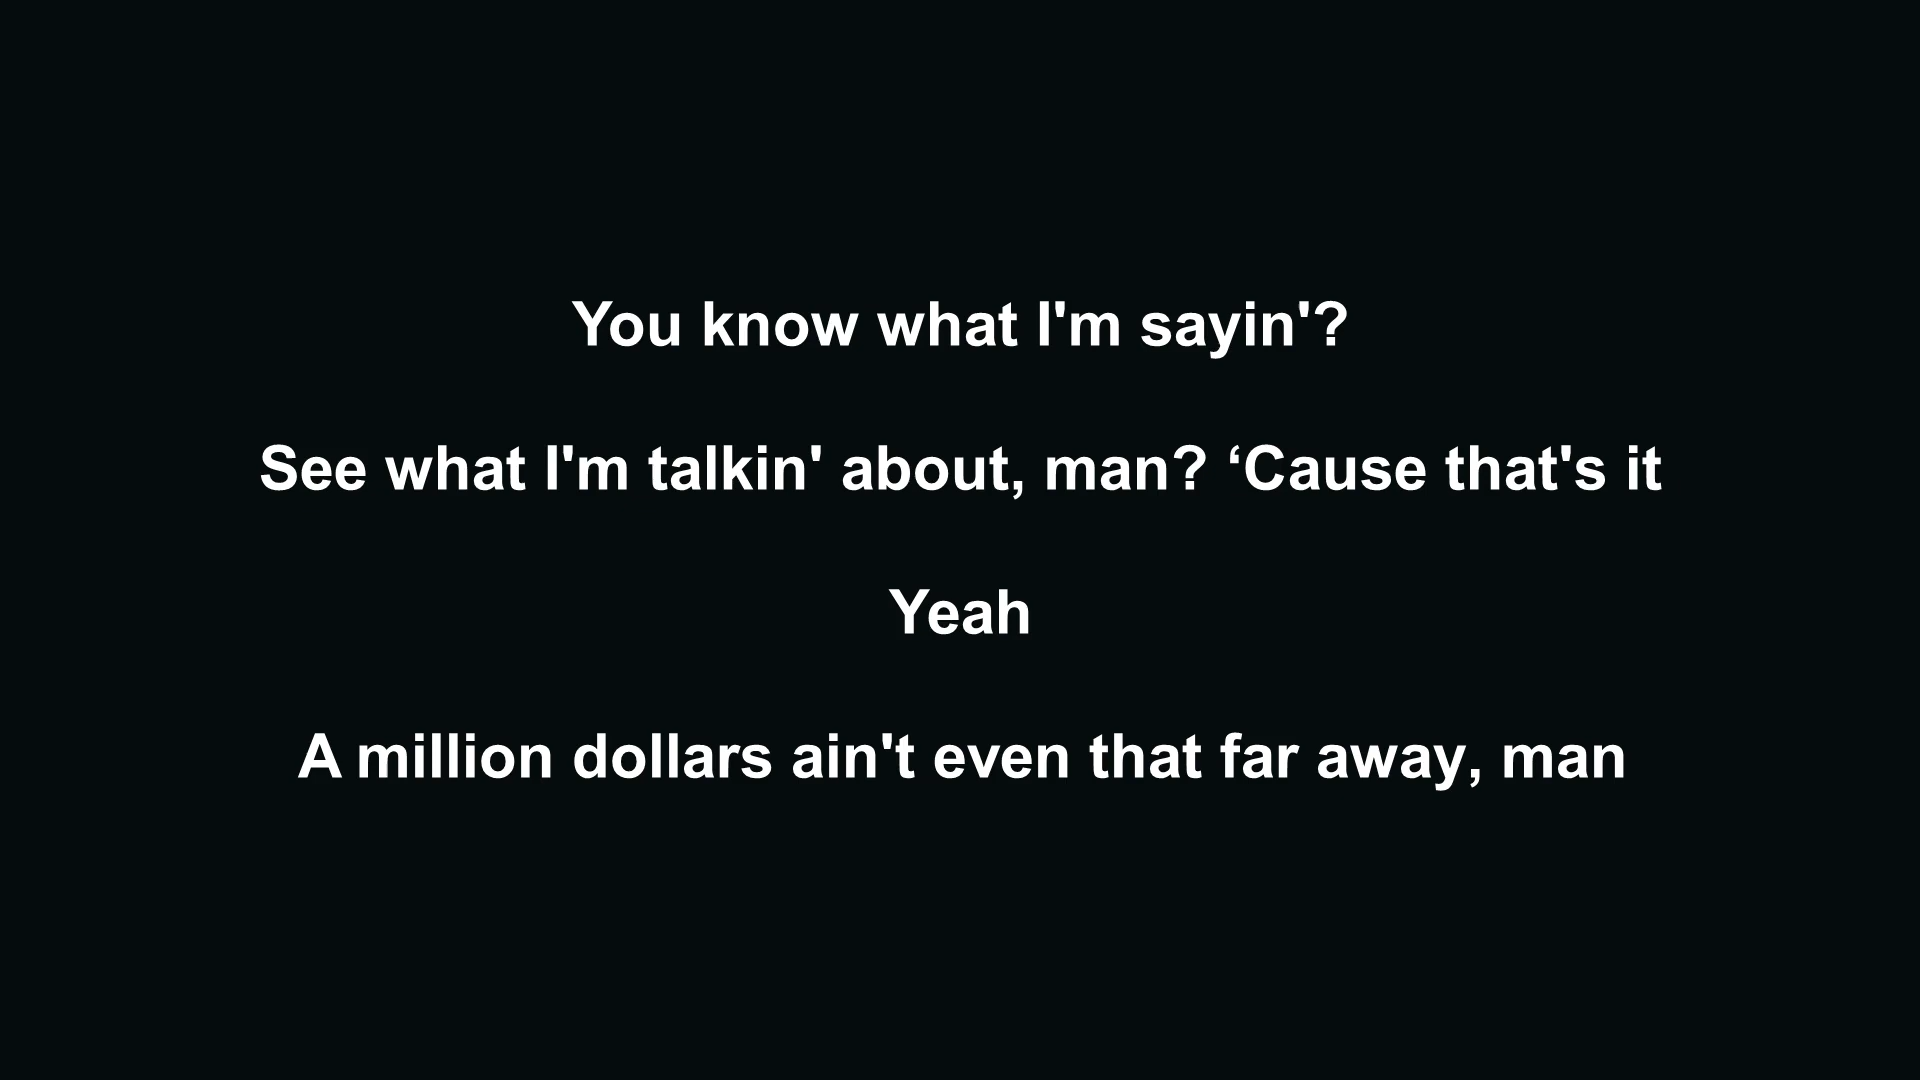 You know what I'm sayin'?
See what I'm talkin' about, man? ‘Cause that's it
Yeah
A million dollars ain't even that far away, man